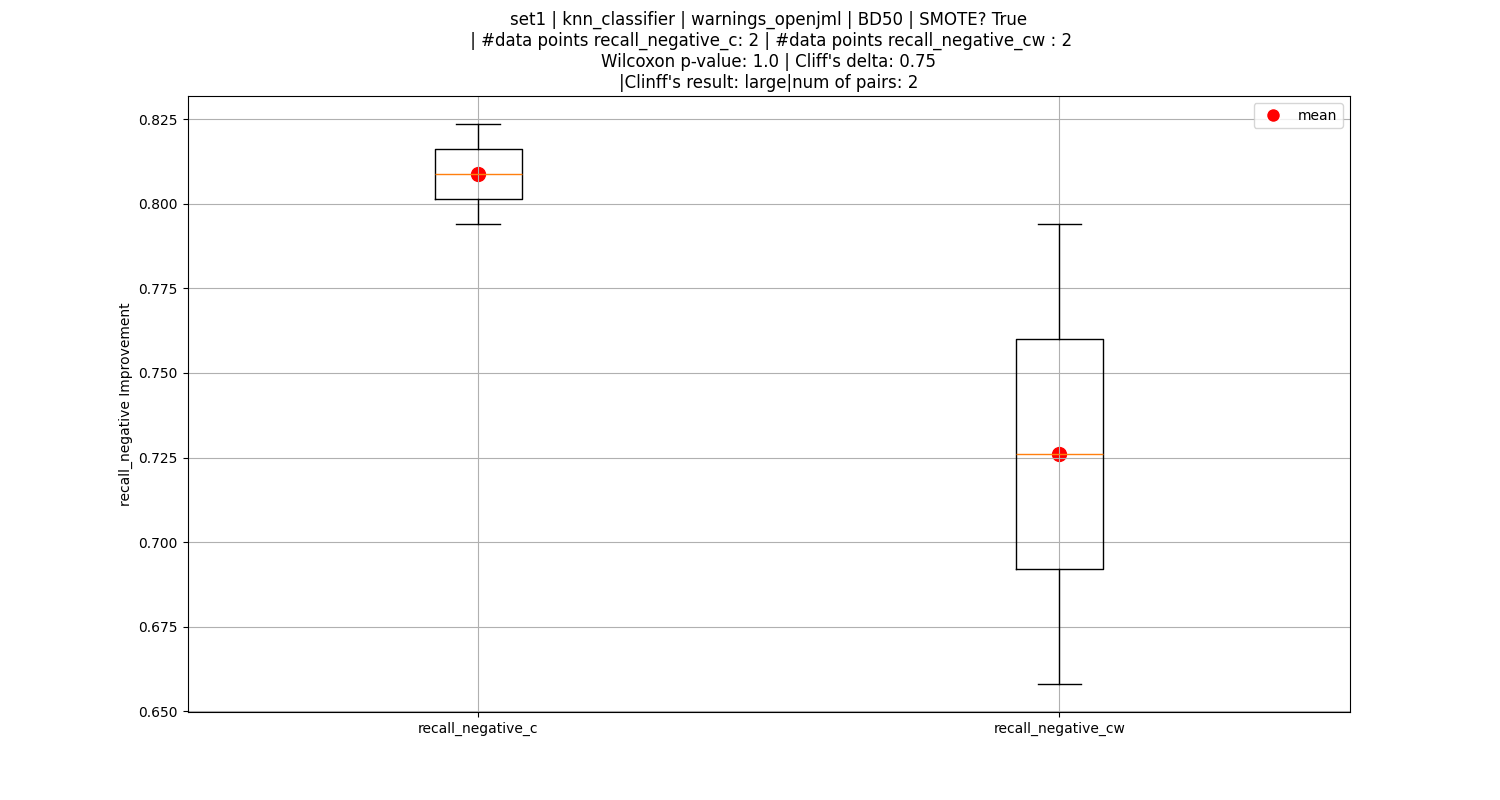 set1 | knn_classifier | warnings_openjml | BD50 | SMOTE? True
| #data points recall_negative_c: 2 | #data points recall_negative_cw : 2
Wilcoxon p-value: 1.0 | Cliff's delta: 0.75
|Clinff's result: large|num of pairs: 2
mean
0.825
0.800
0.775
0.750
0.725
0.700
0.675
0.650
recall_negative Improvement
recall_negative_c
recall_negative_cw